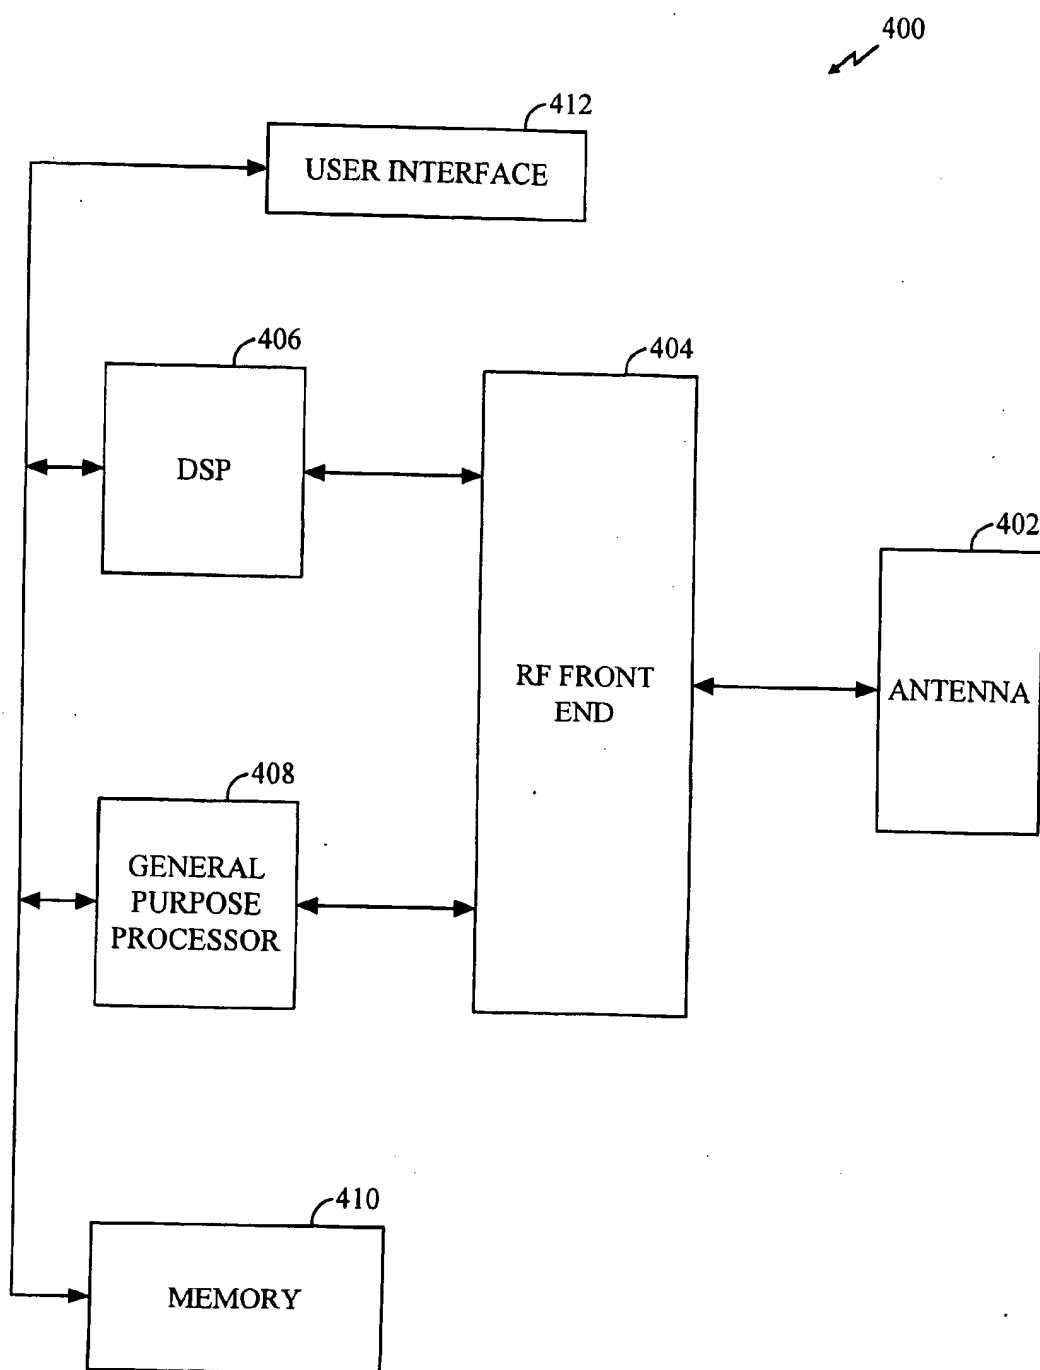 400
412
USER INTERFACE
406
DSP
404
RF FRONT
END
402
ANTENNA
408
GENERAL
PURPOSE
PROCESSOR
410
MEMORY